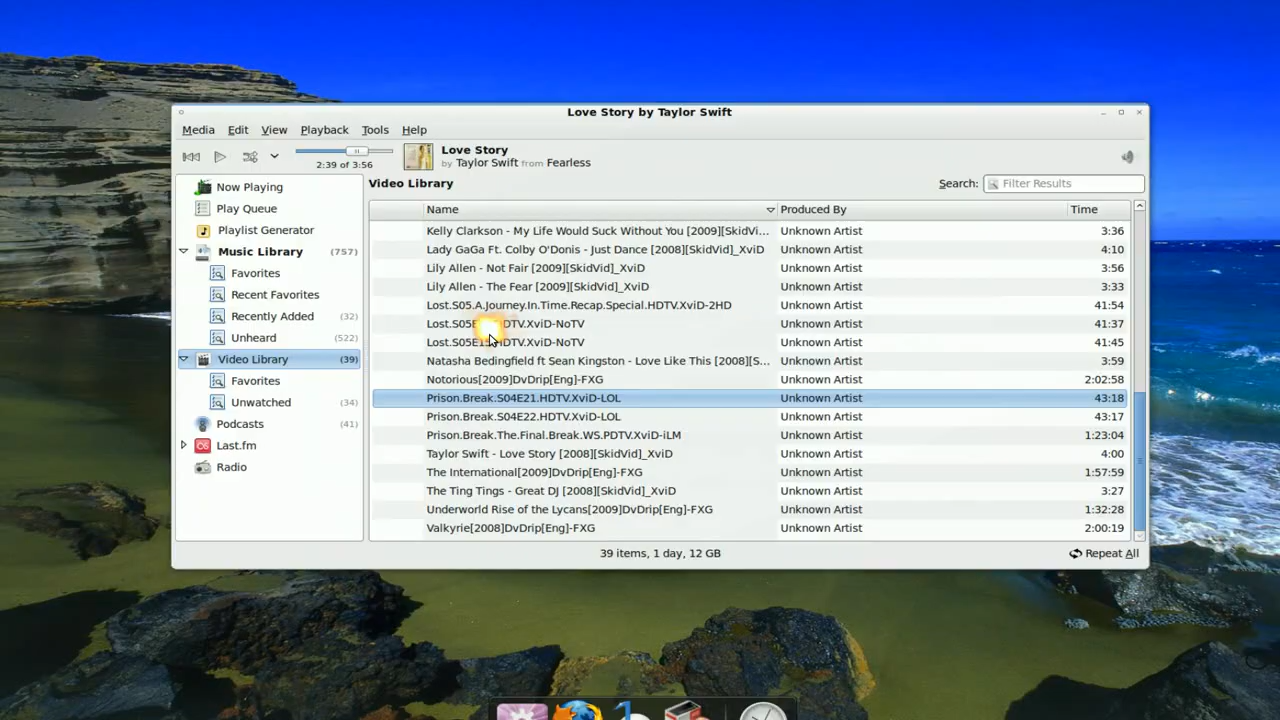 Love Story by Taylor Swift
Media Edit View Playback Tools Help
Love Story
2:39 of 3:56
by Taylor Swift from Fearless
Now Playing
Play Queue
Playlist Generator
Music Library (757)
Favorites
Recent Favorites
Recently Added (32)
Unheard (522)
Video Library (39)
Favorites
Unwatched (34)
Podcasts (41)
Last.fm
Radio
Video Library
Search: Filter Results
Name Produced By Time
Kelly Clarkson - My Life Would Suck Without You [2009][SkidVi... Unknown Artist 3:36
Lady GaGa Ft. Colby O'Donis - Just Dance [2008][SkidVid]_XviD Unknown Artist 4:10
Lily Allen - Not Fair [2009][SkidVid]_XviD Unknown Artist 3:56
Lily Allen - The Fear [2009][SkidVid]_XviD Unknown Artist 3:33
Lost.S05.A.Journey.In.Time.Recap.Special.HDTV.XviD-2HD Unknown Artist 41:54
Unknown Artist 41:37
Unknown Artist 41:45
Natasha Bedingfield ft Sean Kingston - Love Like This [2008][S... Unknown Artist 3:59
Notorious[2009]DvDrip[Eng]-FXG Unknown Artist 2:02:58
Prison.Break.S04E21.HDTV.XviD-LOL Unknown Artist 43:18
Prison.Break.S04E22.HDTV.XviD-LOL Unknown Artist 43:17
Prison.Break.The.Final.Break.WS.PDTV.XviD-iLM Unknown Artist 1:23:04
Taylor Swift - Love Story [2008][SkidVid]_XviD Unknown Artist 4:00
The International[2009]DvDrip[Eng]-FXG Unknown Artist 1:57:59
The Ting Tings - Great DJ [2008][SkidVid]_XviD Unknown Artist 3:27
Underworld Rise of the Lycans[2009]DvDrip[Eng]-FXG Unknown Artist 1:32:28
Valkyrie[2008]DvDrip[Eng]-FXG Unknown Artist 2:00:19
39 items, 1 day, 12 GB
Repeat All